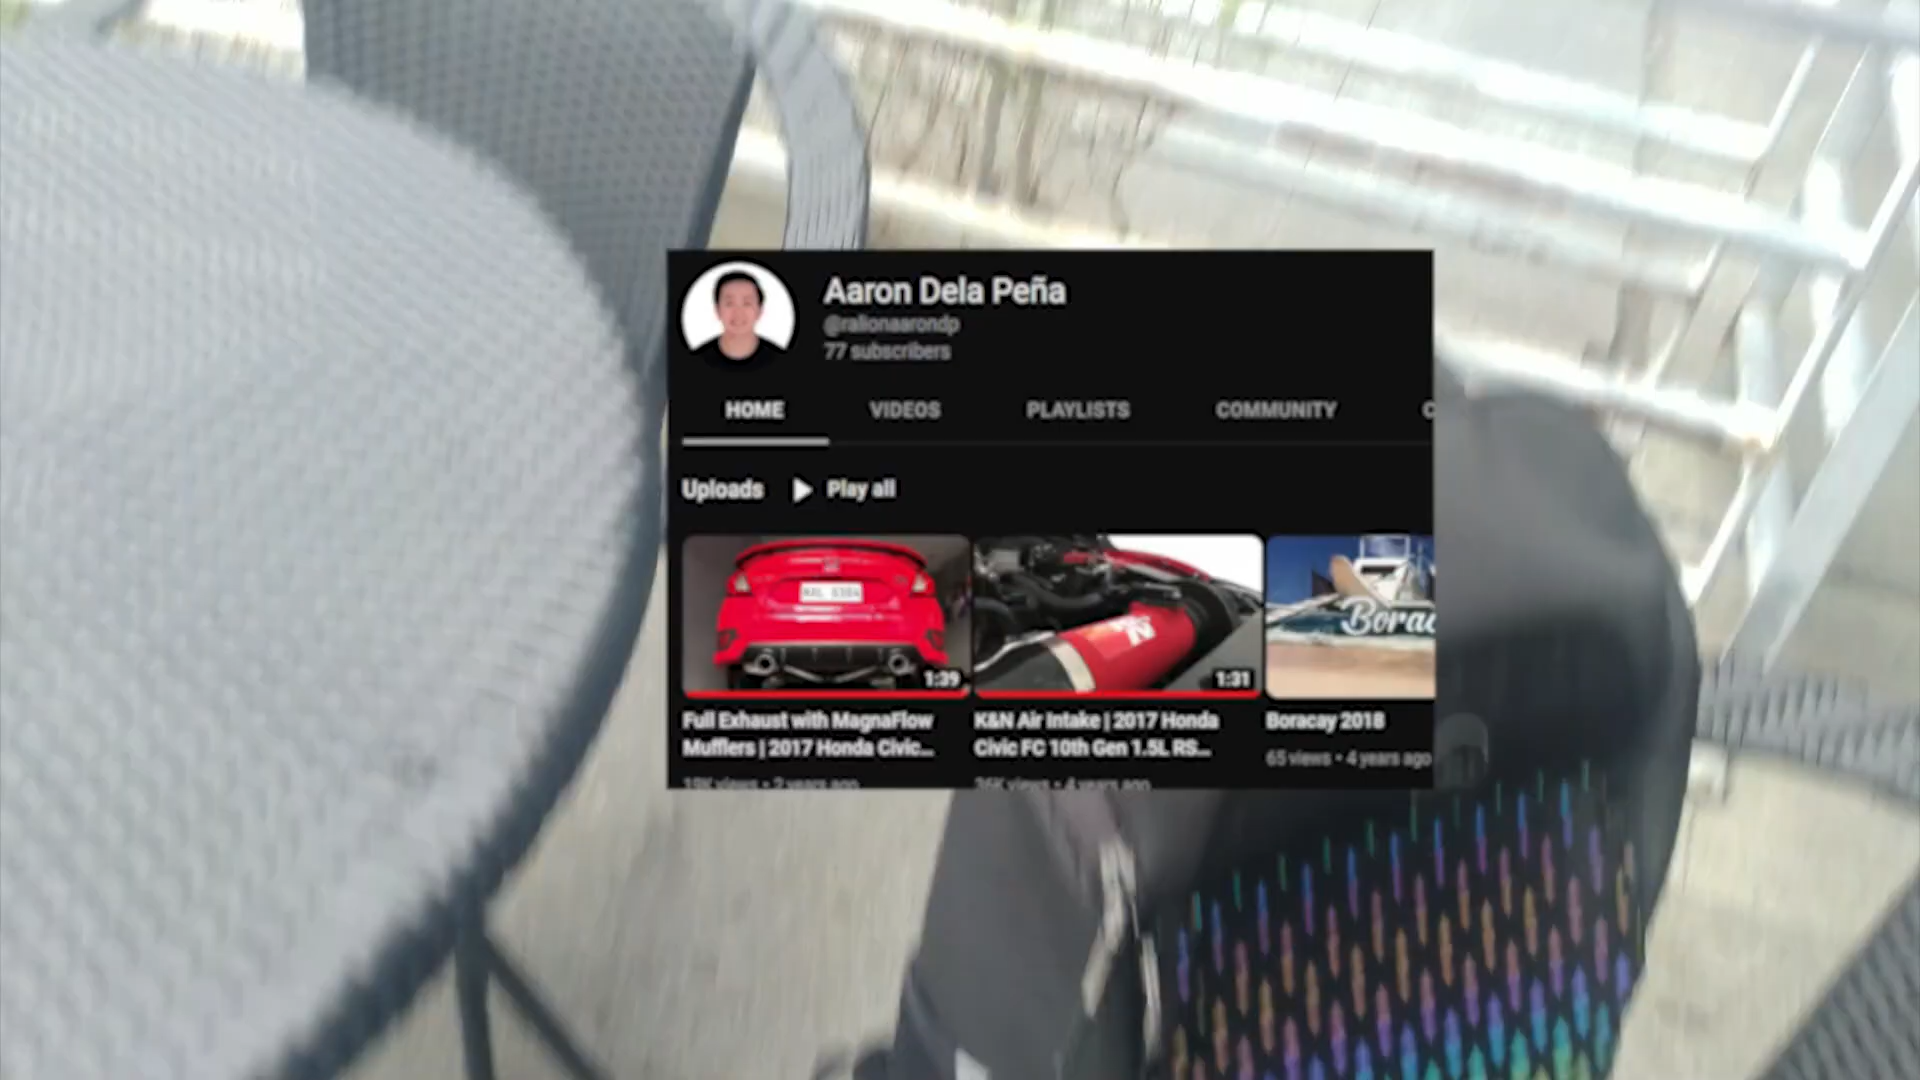 Aaron Dela Peña
@ralionaarondp
77 subscribers
HOME VIDEOS PLAYLISTS COMMUNITY
Uploads Play all
1:39 1:31 Borac
Full Exhaust with MagnaFlow
Mufflers | 2017 Honda Civic...
K&N Air Intake | 2017 Honda
Civic FC 10th Gen 1.5L RS...
Boracay 2018
65 views • 4 years ago